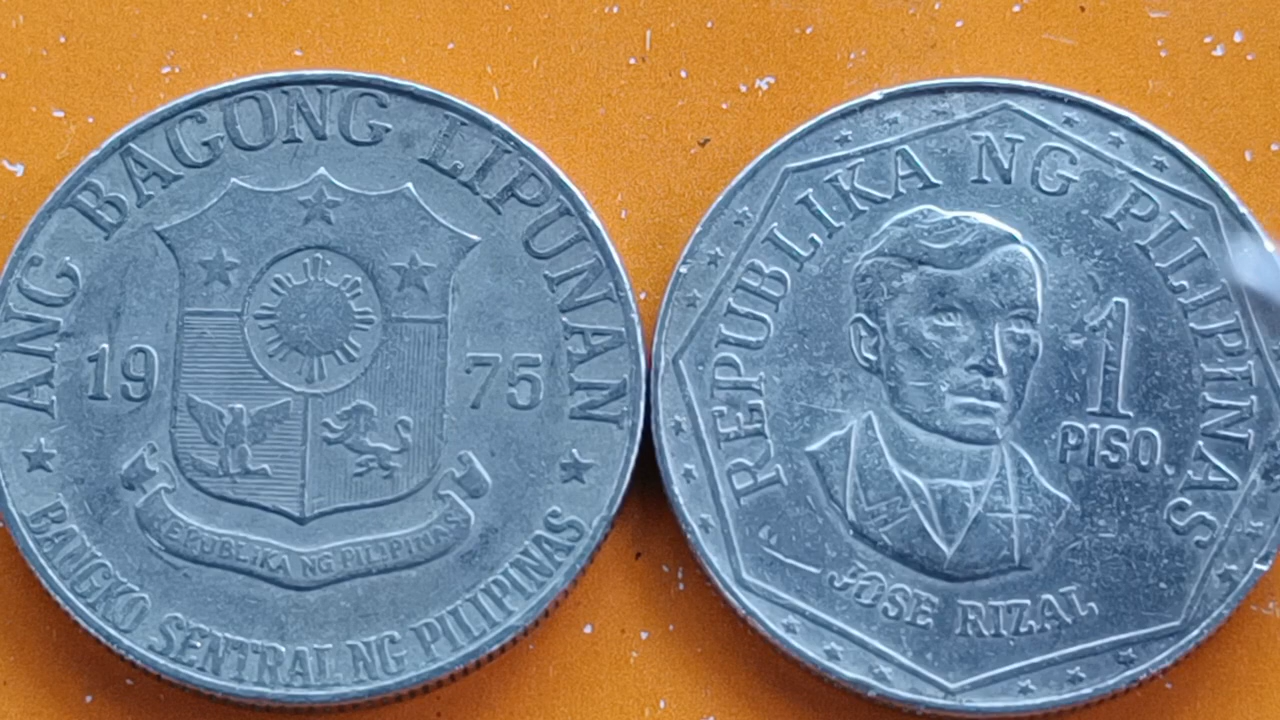 ANG BAGONG LIPUNAN
19 75
REPUBLIKA NG PILIPINAS
BANGKO SENTRAL NG PILIPINAS
REPUBLIKA NG PILIPINAS
1
PISO.
JOSE RIZAL